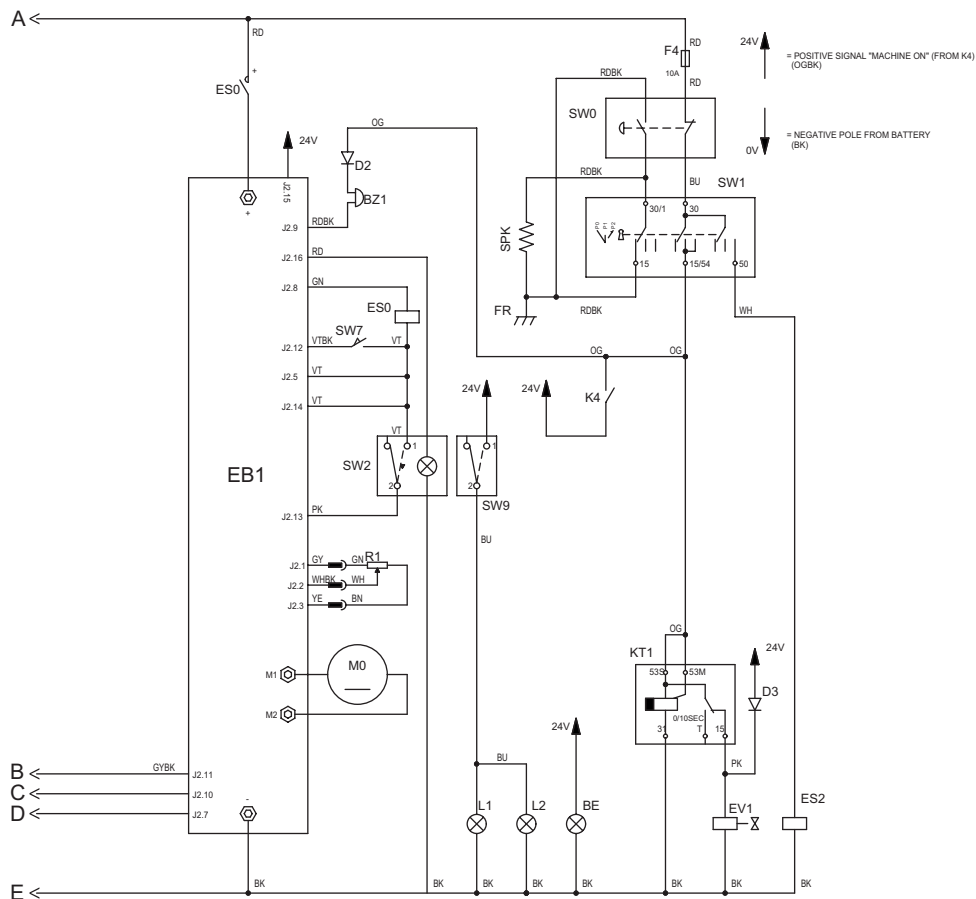 A
RD
F4
RD
24V
= POSITIVE SIGNAL "MACHINE ON" (FROM K4)
(OGBK)
10A
ES0
+
RDBK
RD
SW0
OG
= NEGATIVE POLE FROM BATTERY
(BK)
0V
24V
D2
RDBK
BU
SW1
J2.15
+
BZ1
30/1
30
J2.9
RDBK
P0
P1
P2
SPK
J2.16
RD
15
15/54
50
J2.8
GN
ES0
FR
RDBK
WH
SW7
J2.12
VTBK
VT
OG
OG
J2.5
VT
24V
24V
K4
J2.14
VT
VT
1
1
SW2
EB1
2
2
SW9
J2.13
PK
BU
J2.1
GY
GN
R1
J2.2
WHBK
WH
J2.3
YE
BN
OG
24V
KT1
M0
53S
53M
M1
D3
0/10SEC
M2
24V
31
T
15
BU
PK
B
GYBK
J2.11
C
J2.10
L1
L2
BE
EV1
ES2
D
J2.7
-
E
BK
BK
BK
BK
BK
BK
BK
BK